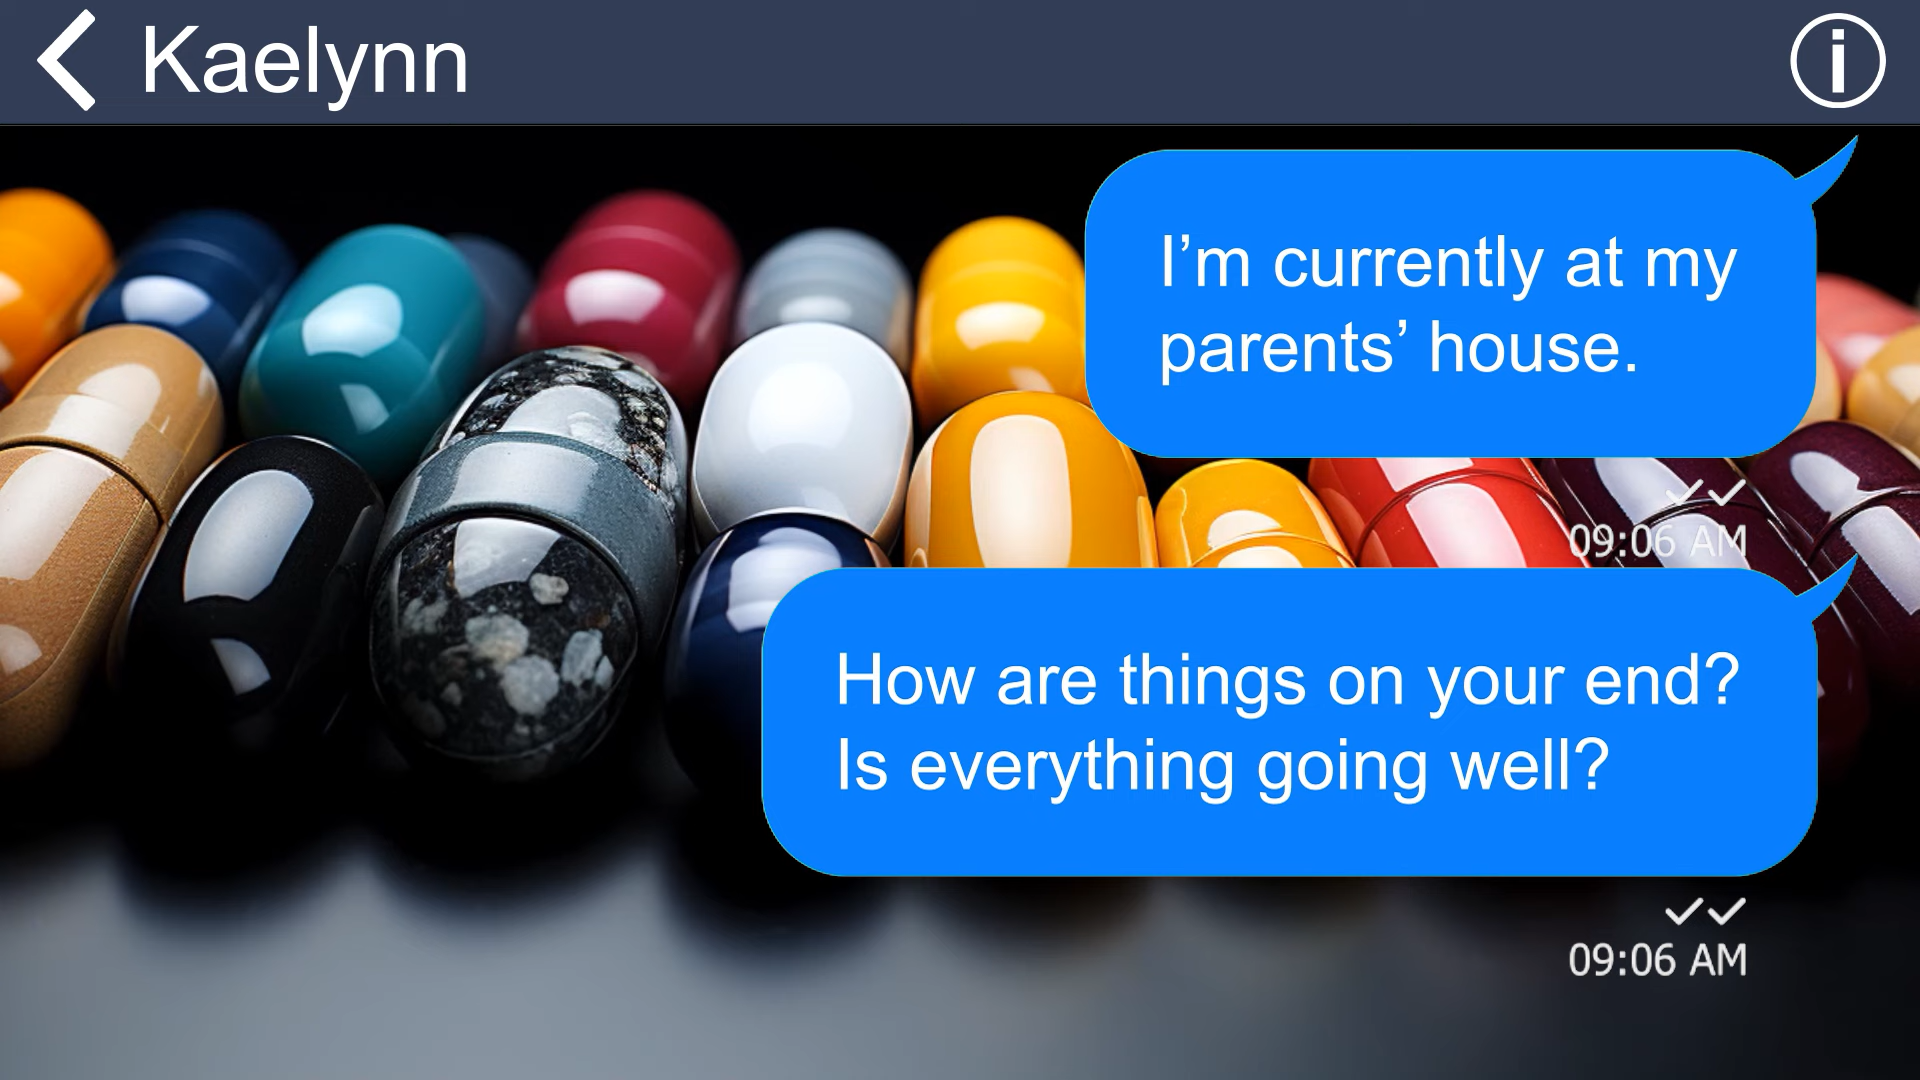 Kaelynn
I’m currently at my
parents’ house.
09:06 AM
How are things on your end?
Is everything going well?
09:06 AM